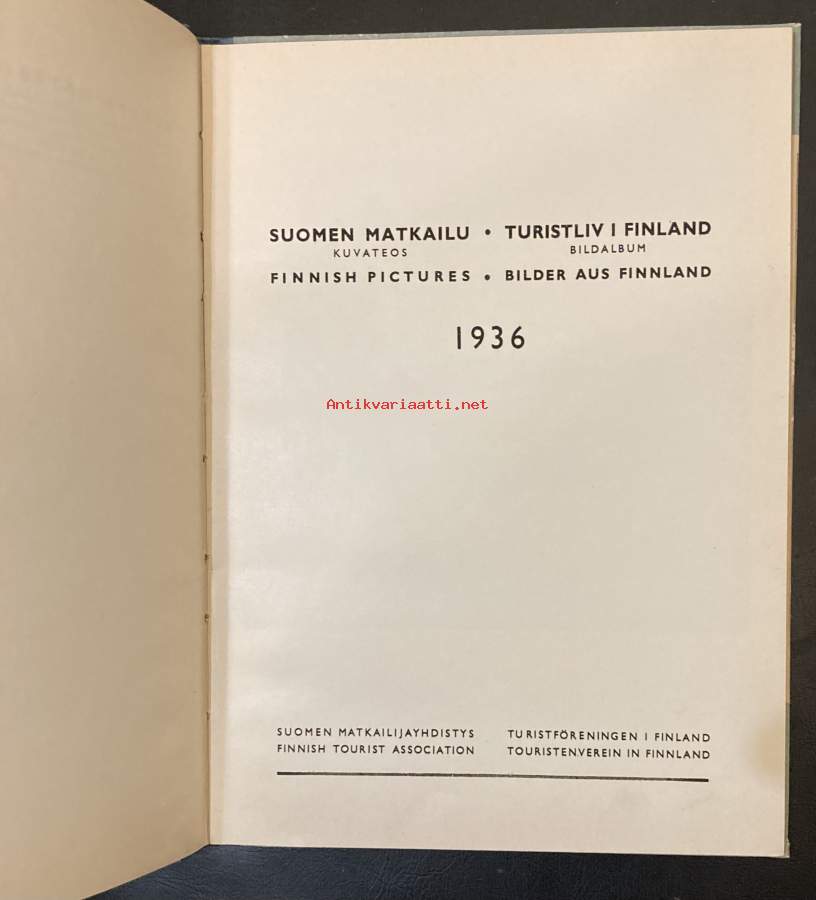 SUOMEN MATKAILU • TURISTLIV I FINLAND
KUVATEOS BILDALBUM
FINNISH PICTURES • BILDER AUS FINNLAND
1936
Antikvariaatti.net
SUOMEN MATKAILIJAYHDISTYS TURISTFÖRENINGEN I FINLAND
FINNISH TOURIST ASSOCIATION TOURISTENVEREIN IN FINNLAND